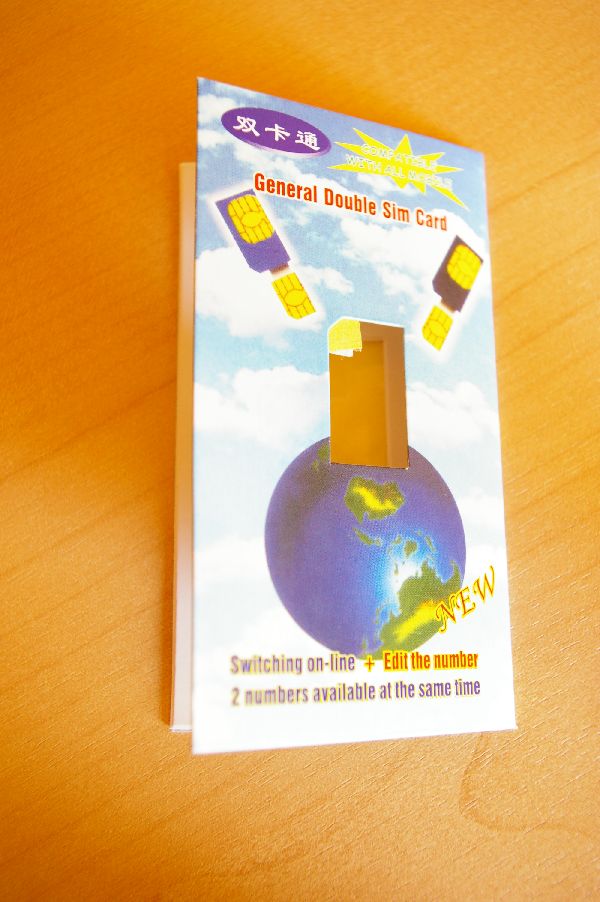 双卡通
COMPATIBLE
WITH ALL MOBILE
General Double Sim Card
NEW
Switching on-line + Edit the number
2 numbers available at the same time